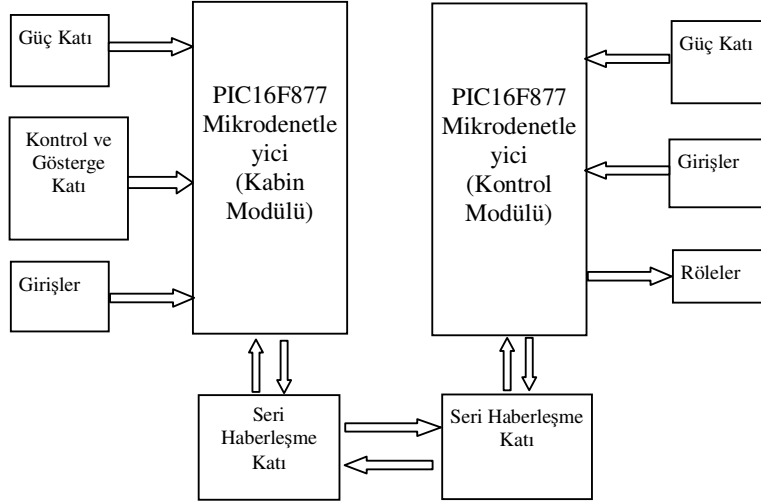 Güç Katı
Kontrol ve
Gösterge
Katı
Girişler
PIC16F877
Mikrodenetle
yici
(Kabin
Modülü)
PIC16F877
Mikrodenetle
yici
(Kontrol
Modülü)
Güç Katı
Girişler
Röleler
Seri
Haberleşme
Katı
Seri Haberleşme
Katı